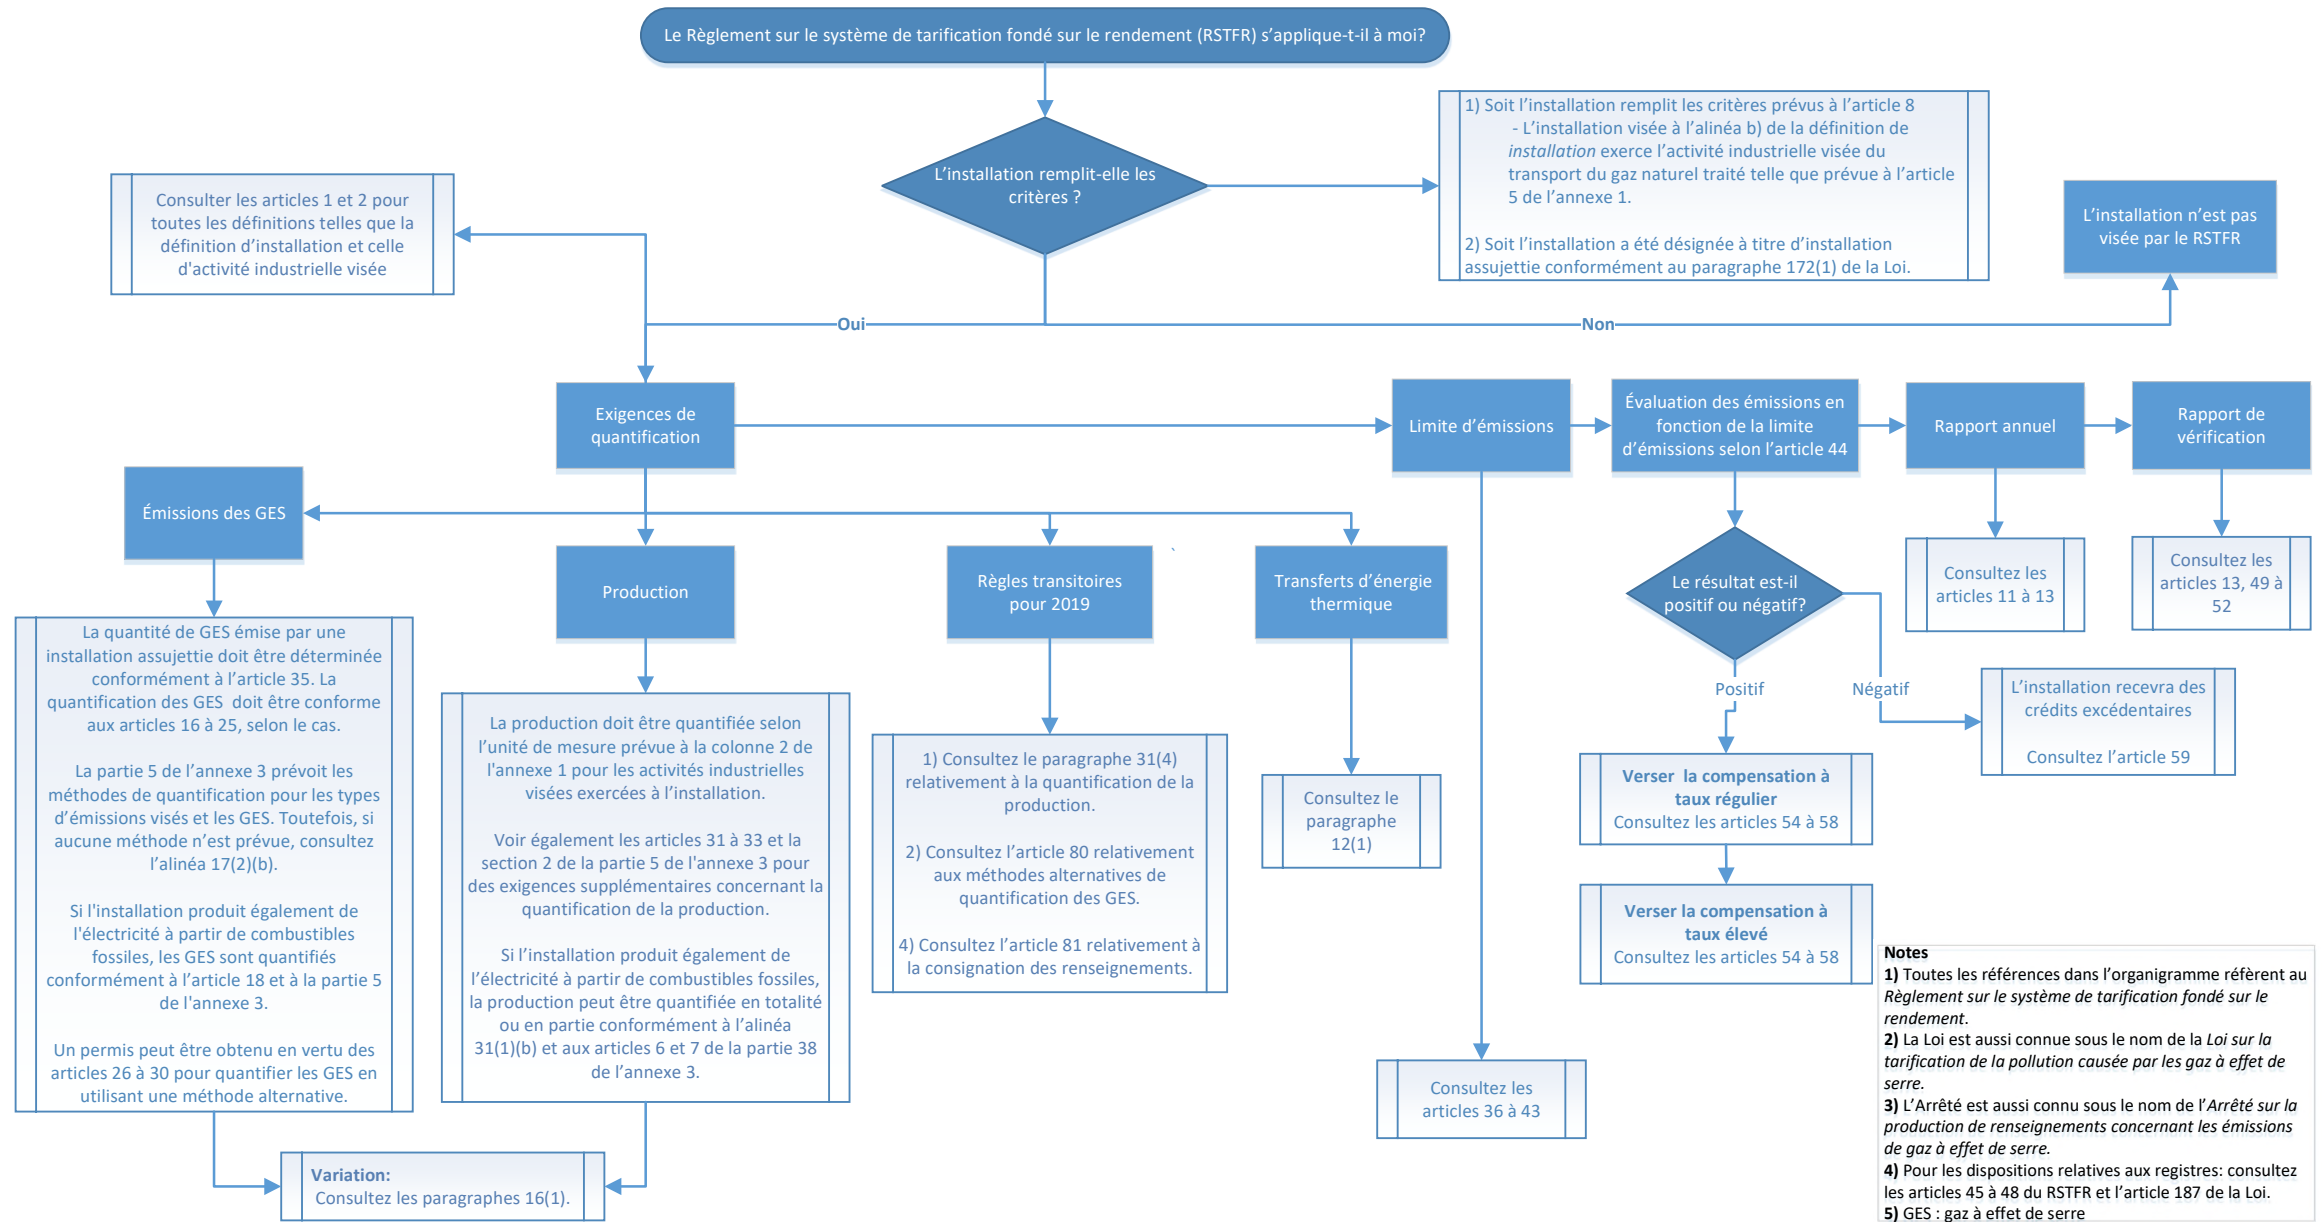 Le Règlement sur le système de tarification fondé sur le rendement (RSTFR) s’applique-t-il à moi?
L’installation remplit-elle les
critères ?
1) Soit l’installation remplit les critères prévus à l’article 8
- L’installation visée à l’alinéa b) de la définition de
installation exerce l’activité industrielle visée du
transport du gaz naturel traité telle que prévue à l’article
5 de l’annexe 1.
2) Soit l’installation a été désignée à titre d’installation
assujettie conformément au paragraphe 172(1) de la Loi.
Consulter les articles 1 et 2 pour
toutes les définitions telles que la
définition d’installation et celle
d'activité industrielle visée
L’installation n’est pas
visée par le RSTFR
Oui
Non
Exigences de
quantification
Limite d’émissions
Évaluation des émissions en
fonction de la limite
d’émissions selon l’article 44
Rapport annuel
Rapport de
vérification
Émissions des GES
Production
Règles transitoires
pour 2019
`
Transferts d’énergie
thermique
Le résultat est-il
positif ou négatif?
Consultez les
articles 11 à 13
Consultez les
articles 13, 49 à
52
La quantité de GES émise par une
installation assujettie doit être déterminée
conformément à l’article 35. La
quantification des GES  doit être conforme
aux articles 16 à 25, selon le cas.
La partie 5 de l’annexe 3 prévoit les
méthodes de quantification pour les types
d’émissions visés et les GES. Toutefois, si
aucune méthode n’est prévue, consultez
l’alinéa 17(2)(b).
Si l'installation produit également de
l'électricité à partir de combustibles
fossiles, les GES sont quantifiés
conformément à l’article 18 et à la partie 5
de l'annexe 3.
Un permis peut être obtenu en vertu des
articles 26 à 30 pour quantifier les GES en
utilisant une méthode alternative.
La production doit être quantifiée selon
l’unité de mesure prévue à la colonne 2 de
l'annexe 1 pour les activités industrielles
visées exercées à l’installation.
Voir également les articles 31 à 33 et la
section 2 de la partie 5 de l'annexe 3 pour
des exigences supplémentaires concernant la
quantification de la production.
Si l’installation produit également de
l’électricité à partir de combustibles fossiles,
la production peut être quantifiée en totalité
ou en partie conformément à l’alinéa
31(1)(b) et aux articles 6 et 7 de la partie 38
de l’annexe 3.
1) Consultez le paragraphe 31(4)
relativement à la quantification de la
production.
2) Consultez l’article 80 relativement
aux méthodes alternatives de
quantification des GES.
4) Consultez l’article 81 relativement à
la consignation des renseignements.
Consultez le
paragraphe
12(1)
Positif
Négatif
L’installation recevra des
crédits excédentaires
Consultez l’article 59
Verser  la compensation à
taux régulier
Consultez les articles 54 à 58
Verser la compensation à
taux élevé
Consultez les articles 54 à 58
Consultez les
articles 36 à 43
Variation:
Consultez les paragraphes 16(1).
Notes
1) Toutes les références dans l’organigramme réfèrent au
Règlement sur le système de tarification fondé sur le
rendement.
2) La Loi est aussi connue sous le nom de la Loi sur la
tarification de la pollution causée par les gaz à effet de
serre.
3) L’Arrêté est aussi connu sous le nom de l’Arrêté sur la
production de renseignements concernant les émissions
de gaz à effet de serre.
4) Pour les dispositions relatives aux registres: consultez
les articles 45 à 48 du RSTFR et l’article 187 de la Loi.
5) GES : gaz à effet de serre